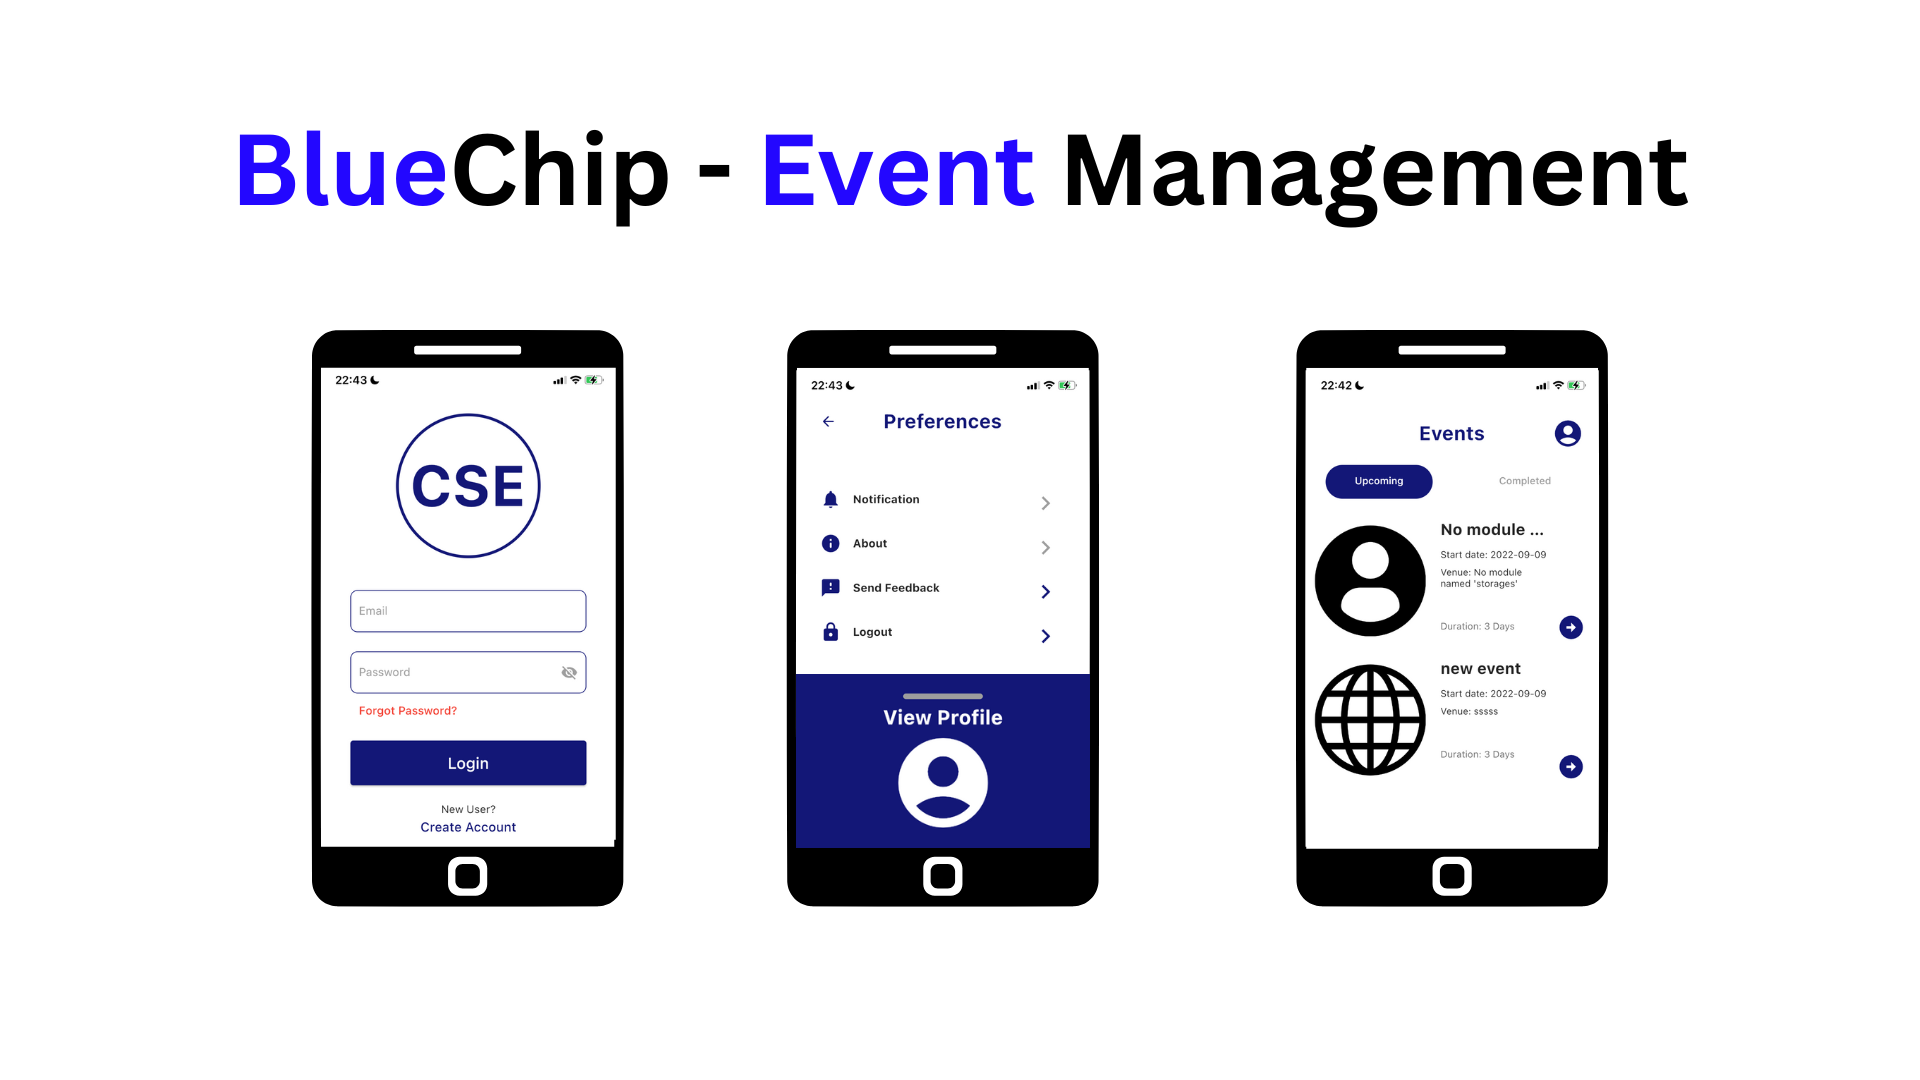 BlueChip - Event Management
22:43
CSE
Email
Password
Forgot Password?
Login
New User?
Create Account
22:43
Preferences
Notification
About
Send Feedback
Logout
View Profile
22:42
Events
Upcoming
Completed
No module ...
Start date: 2022-09-09
Venue: No module
named 'storages'
Duration: 3 Days
new event
Start date: 2022-09-09
Venue: sssss
Duration: 3 Days